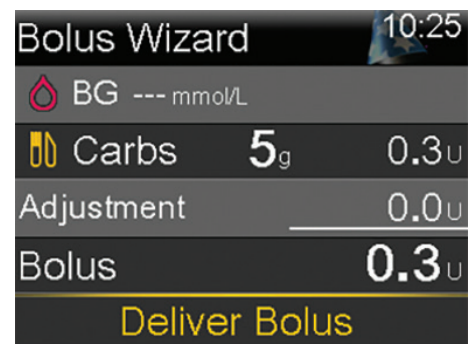 Bolus Wizard 10:25
BG --- mmol/L
Carbs 5g 0.3U
Adjustment 0.0U
Bolus 0.3U
Deliver Bolus